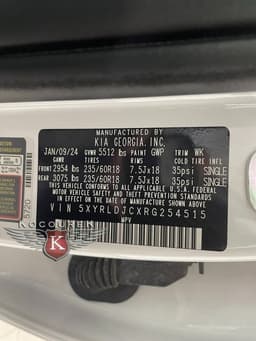 MANUFACTURED BY
KIA GEORGIA, INC.
JAN/09/24 GVWR 5512 lbs PAINT GWP TRIM WK
GAWR TIRES RIMS
FRONT 2954 lbs 235/60R18 7.5JX18 35psi SINGLE
REAR 3075 lbs 235/60R18 7.5JX18 35psi SINGLE
THIS VEHICLE CONFORMS TO ALL APPLICABLE U.S.A. FEDERAL
MOTOR VEHICLE SAFETY AND THEFT PREVENTION STANDARDS
IN EFFECT ON THE DATE OF MANUFACTURE SHOWN ABOVE.
VIN 5XYRLDJCXRG254515
MPV
5720
KCCOUREN
K